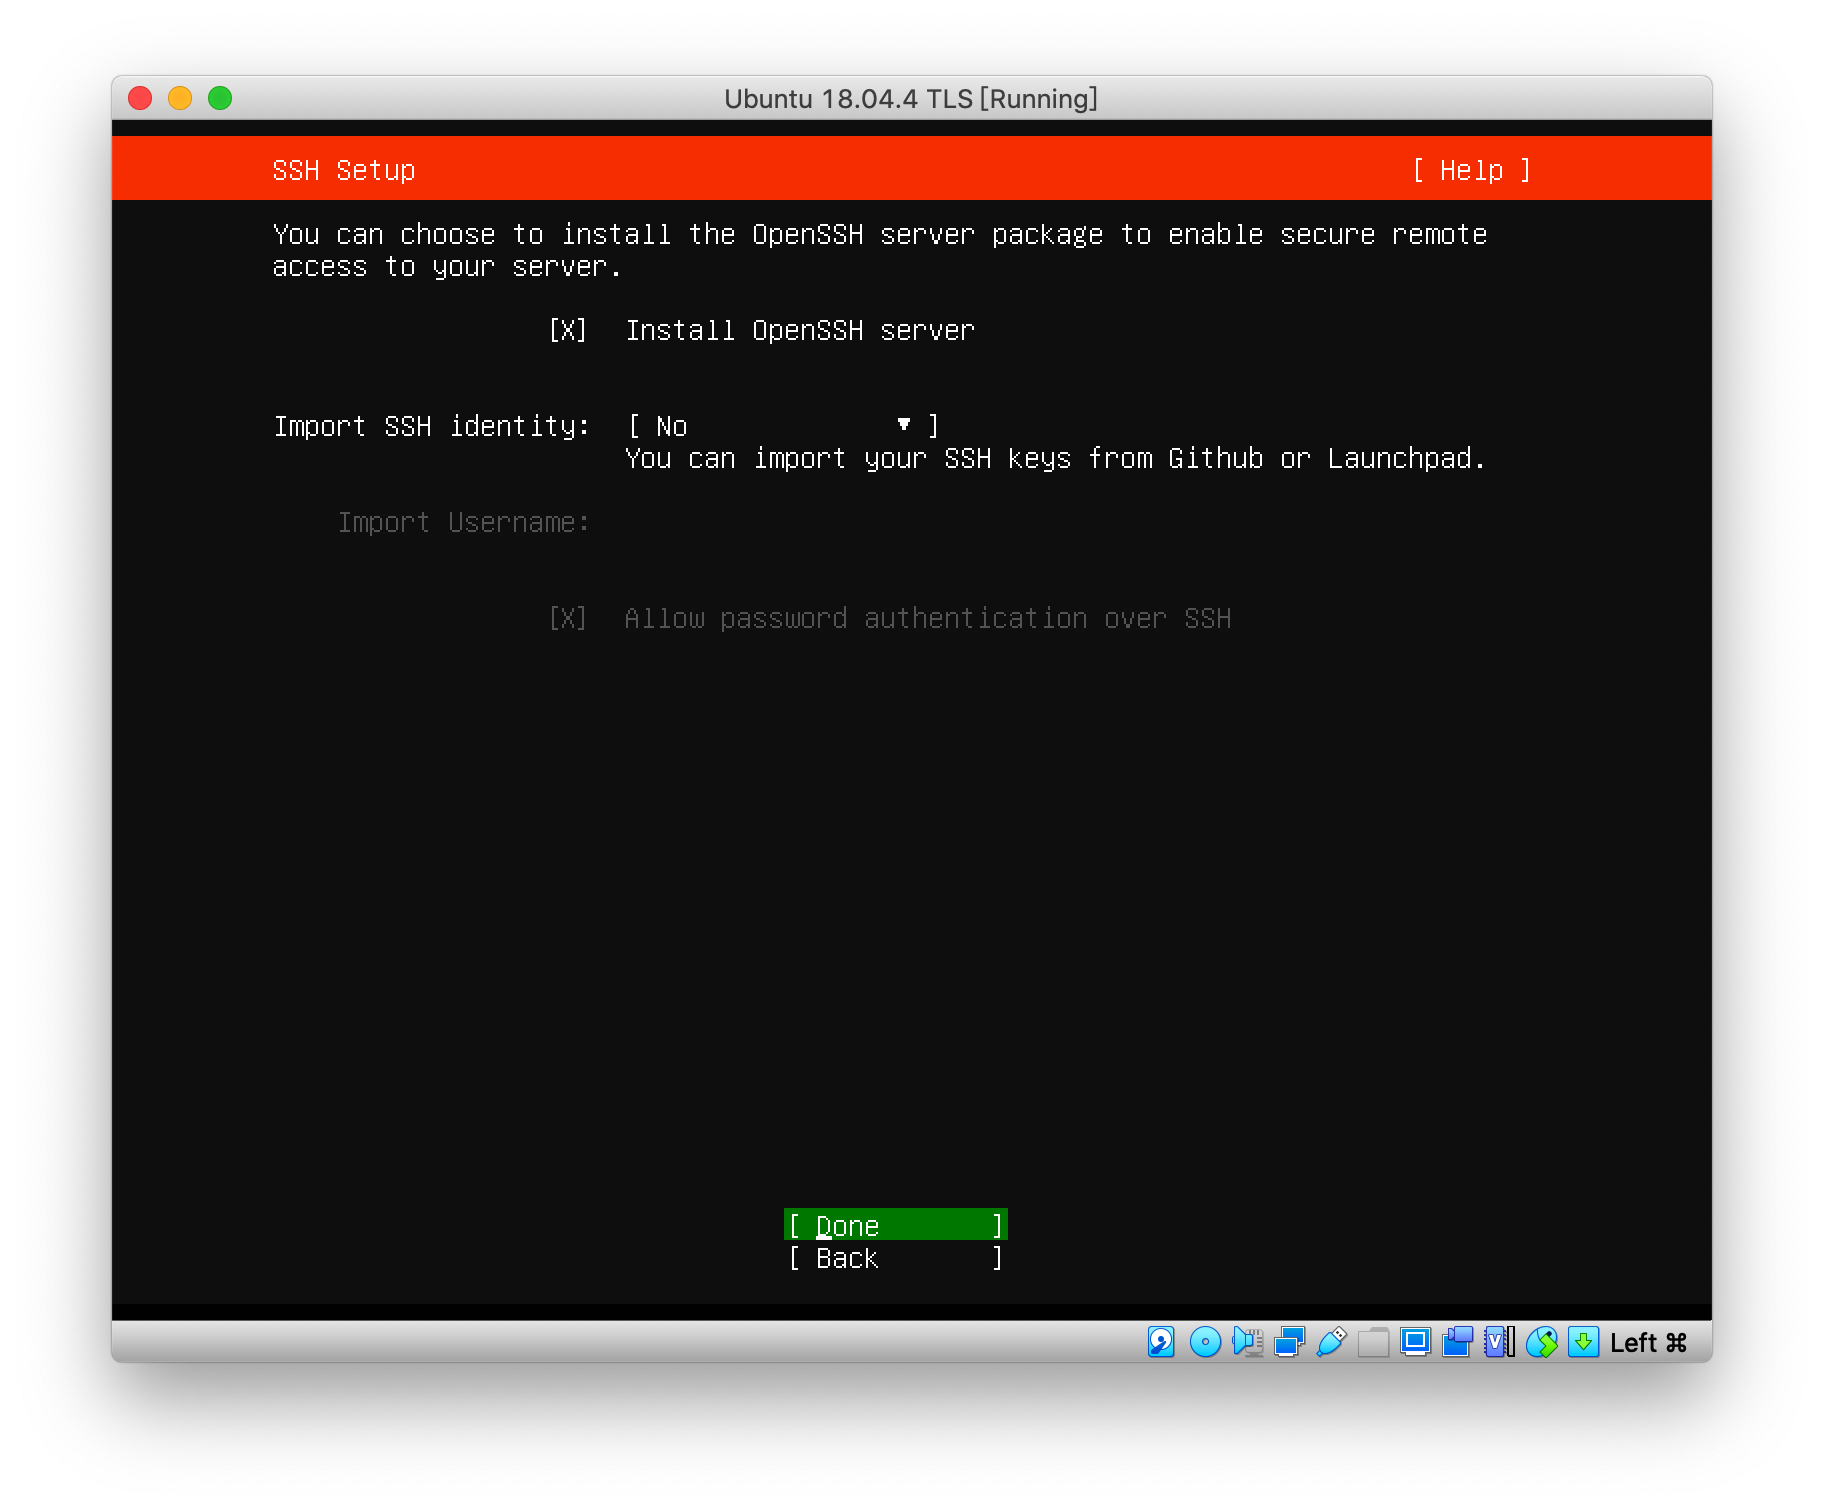 Ubuntu 18.04.4 TLS [Running]
SSH Setup [ Help ]
You can choose to install the OpenSSH server package to enable secure remote
access to your server.
[X] Install OpenSSH server
Import SSH identity: [ No ▾ ]
You can import your SSH keys from Github or Launchpad.
Import Username:
[X] Allow password authentication over SSH
[ Done ]
[ Back ]
Left ⌘